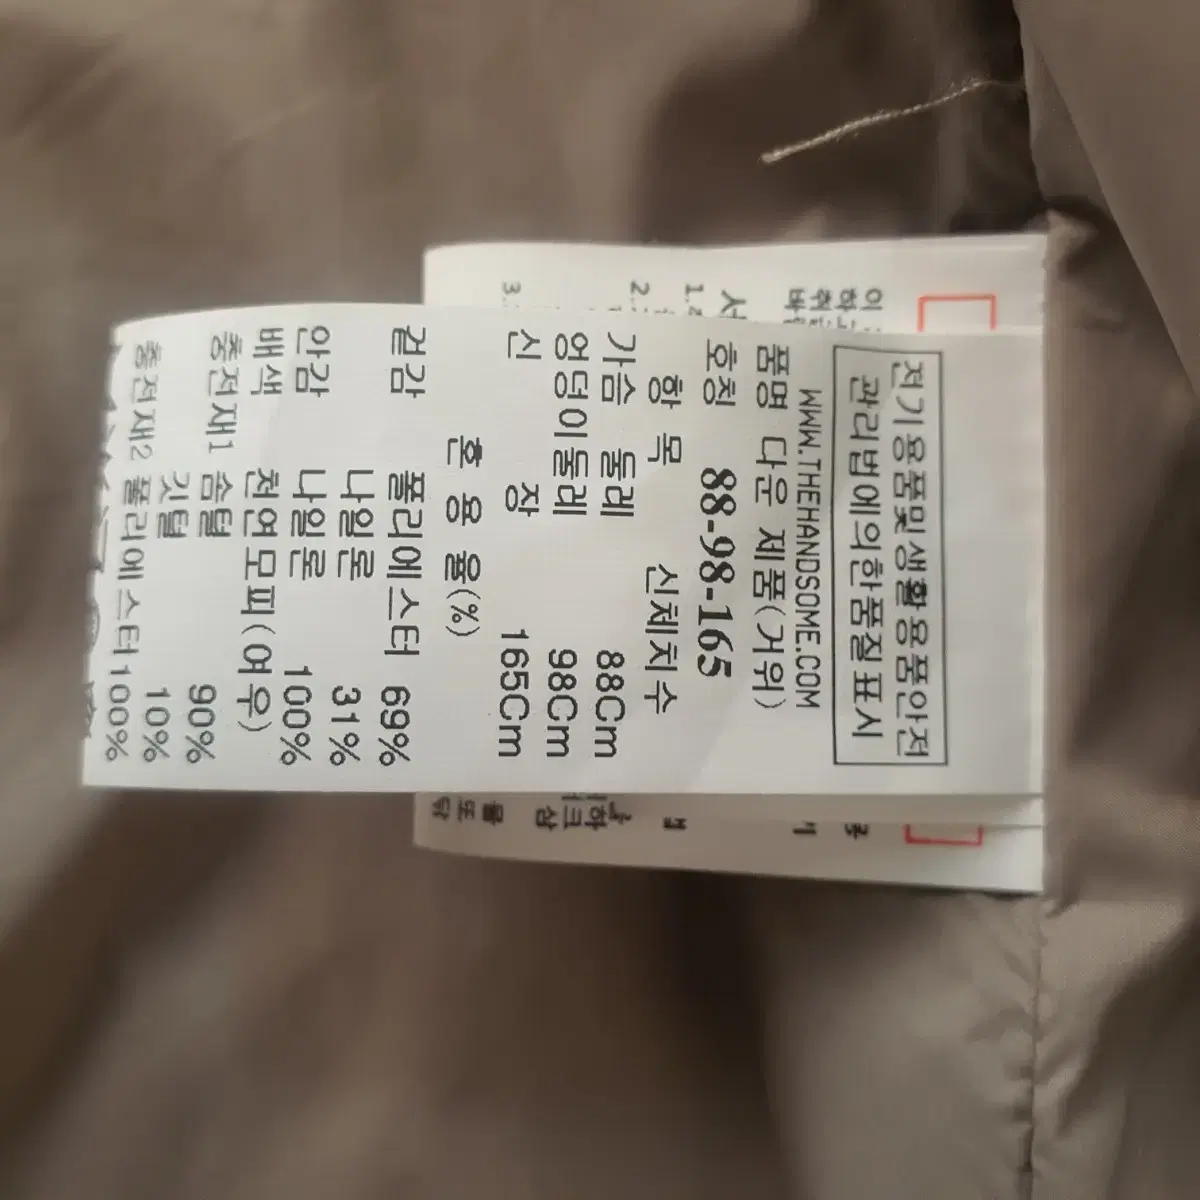 전기용품및생활용품안전
관리법에의한품질표시
WWW.THEHANDSOME.COM
품명 다운 제품(거위)
호칭 88-98-165
항 목 신체치수
가슴 둘레 88Cm
엉덩이둘레 98Cm
신 장 165Cm
혼 용 율(%)
겉감 폴리에스터 69%
나일론 31%
안감 나일론 100%
배색 천연모피(여우)
충전재1 솜털 90%
깃털 10%
충전재2 폴리에스터100%